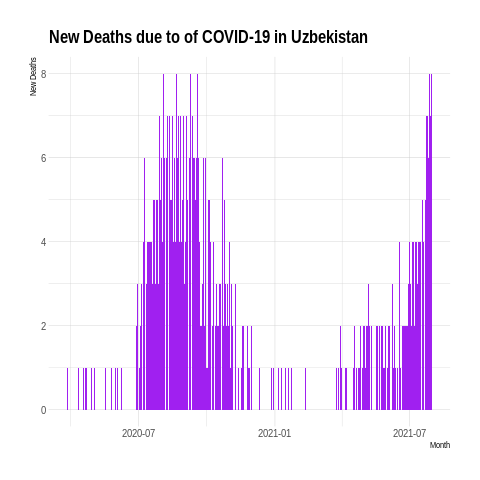 New Deaths due to of COVID-19 in Uzbekistan
New Deaths
8
6
4
2
0
2020-07
2021-01
2021-07
Month